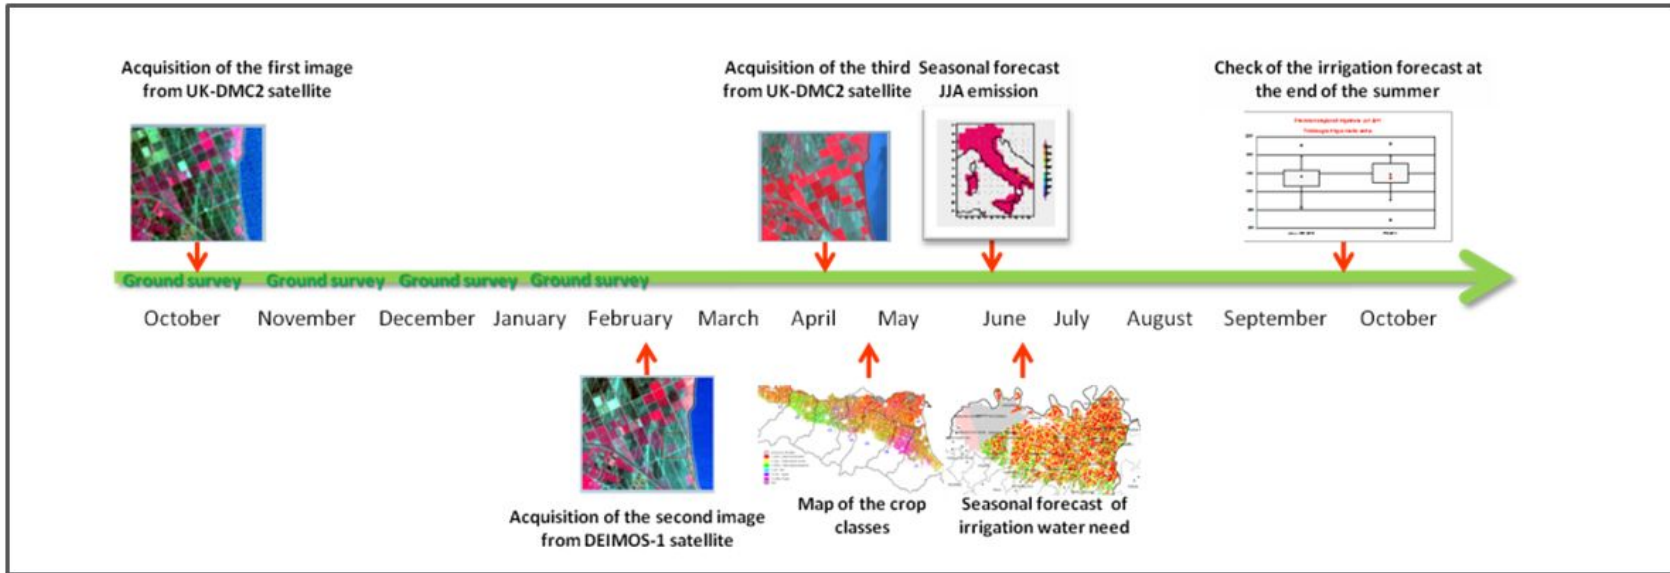 Acquisition of the first image
from UK-DMC2 satellite
Acquisition of the third
from UK-DMC2 satellite
Seasonal forecast
JJA emission
Check of the irrigation forecast at
the end of the summer
Ground survey Ground survey Ground survey Ground survey
October November December January February March April May June July August September October
Acquisition of the second image
from DEIMOS-1 satellite
Map of the crop
classes
Seasonal forecast of
irrigation water need